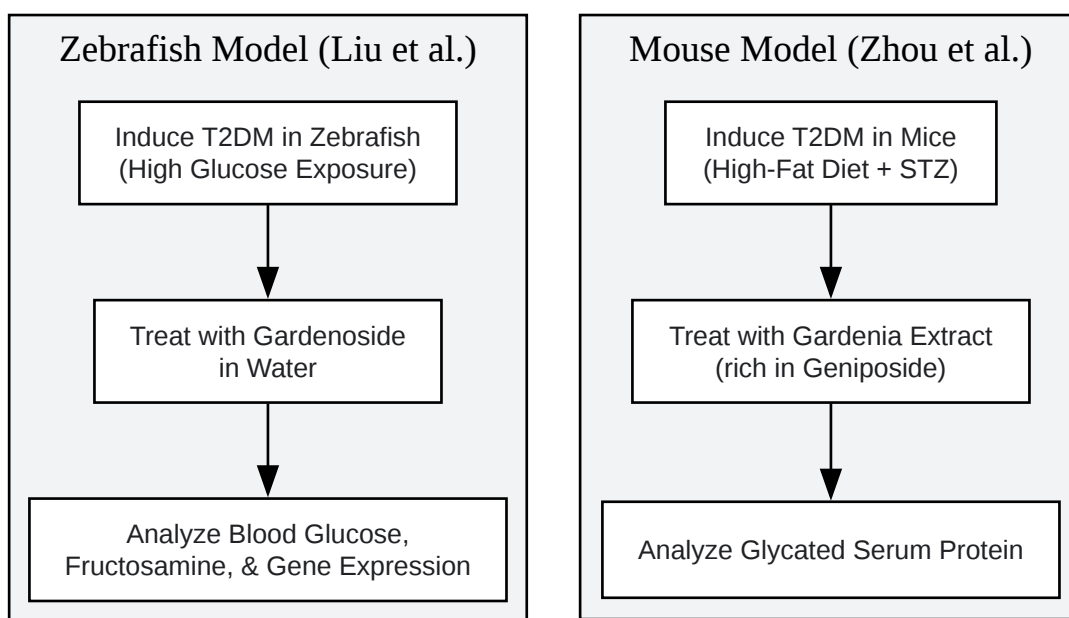 Zebrafish Model (Liu et al.)
Induce T2DM in Zebrafish
(High Glucose Exposure)
Treat with Gardenoside
in Water
Analyze Blood Glucose,
Fructosamine, & Gene Expression
Mouse Model (Zhou et al.)
Induce T2DM in Mice
(High-Fat Diet + STZ)
Treat with Gardenia Extract
(rich in Geniposide)
Analyze Glycated Serum Protein